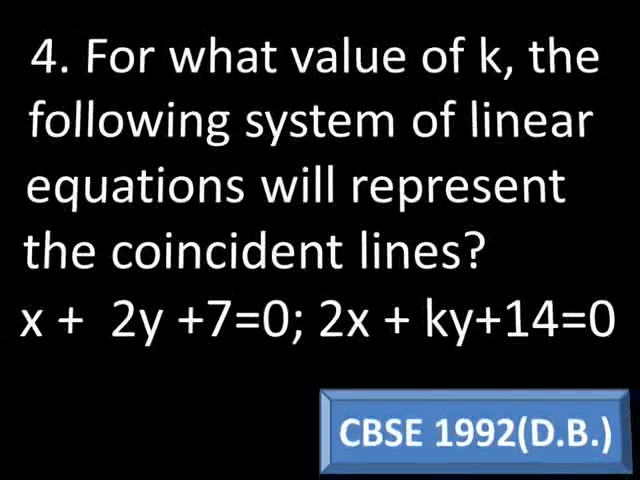 4. For what value of k, the
following system of linear
equations will represent
the coincident lines?
x + 2y +7=0; 2x + ky+14=0
CBSE 1992(D.B.)